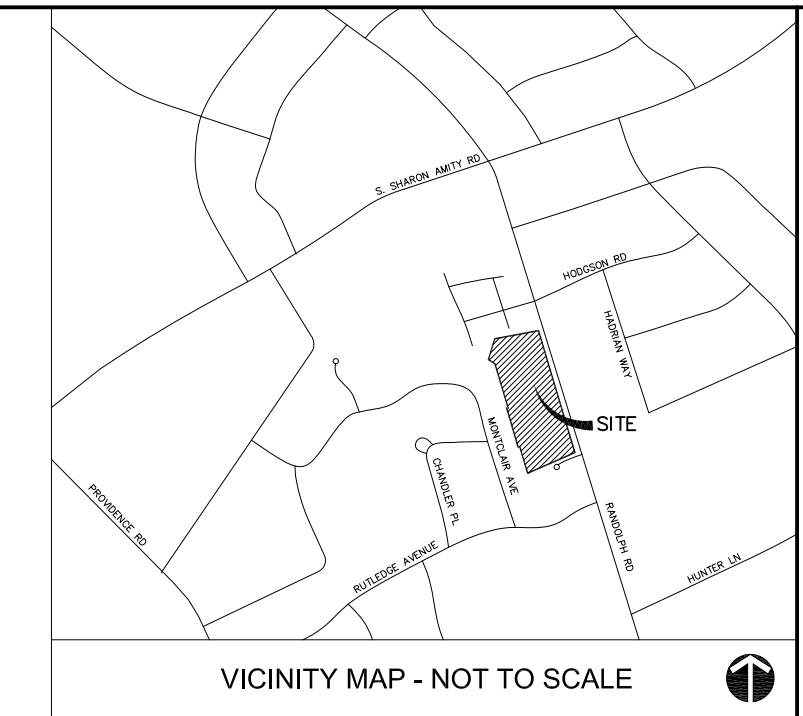 S. SHARON AMITY RD
HODGSON RD
HADRIAN WAY
SITE
MONTCLAIR AVE
CHANDLER PL
PROVIDENCE RD
RANDOLPH RD
RUTLEDGE AVENUE
HUNTER LN
VICINITY MAP - NOT TO SCALE